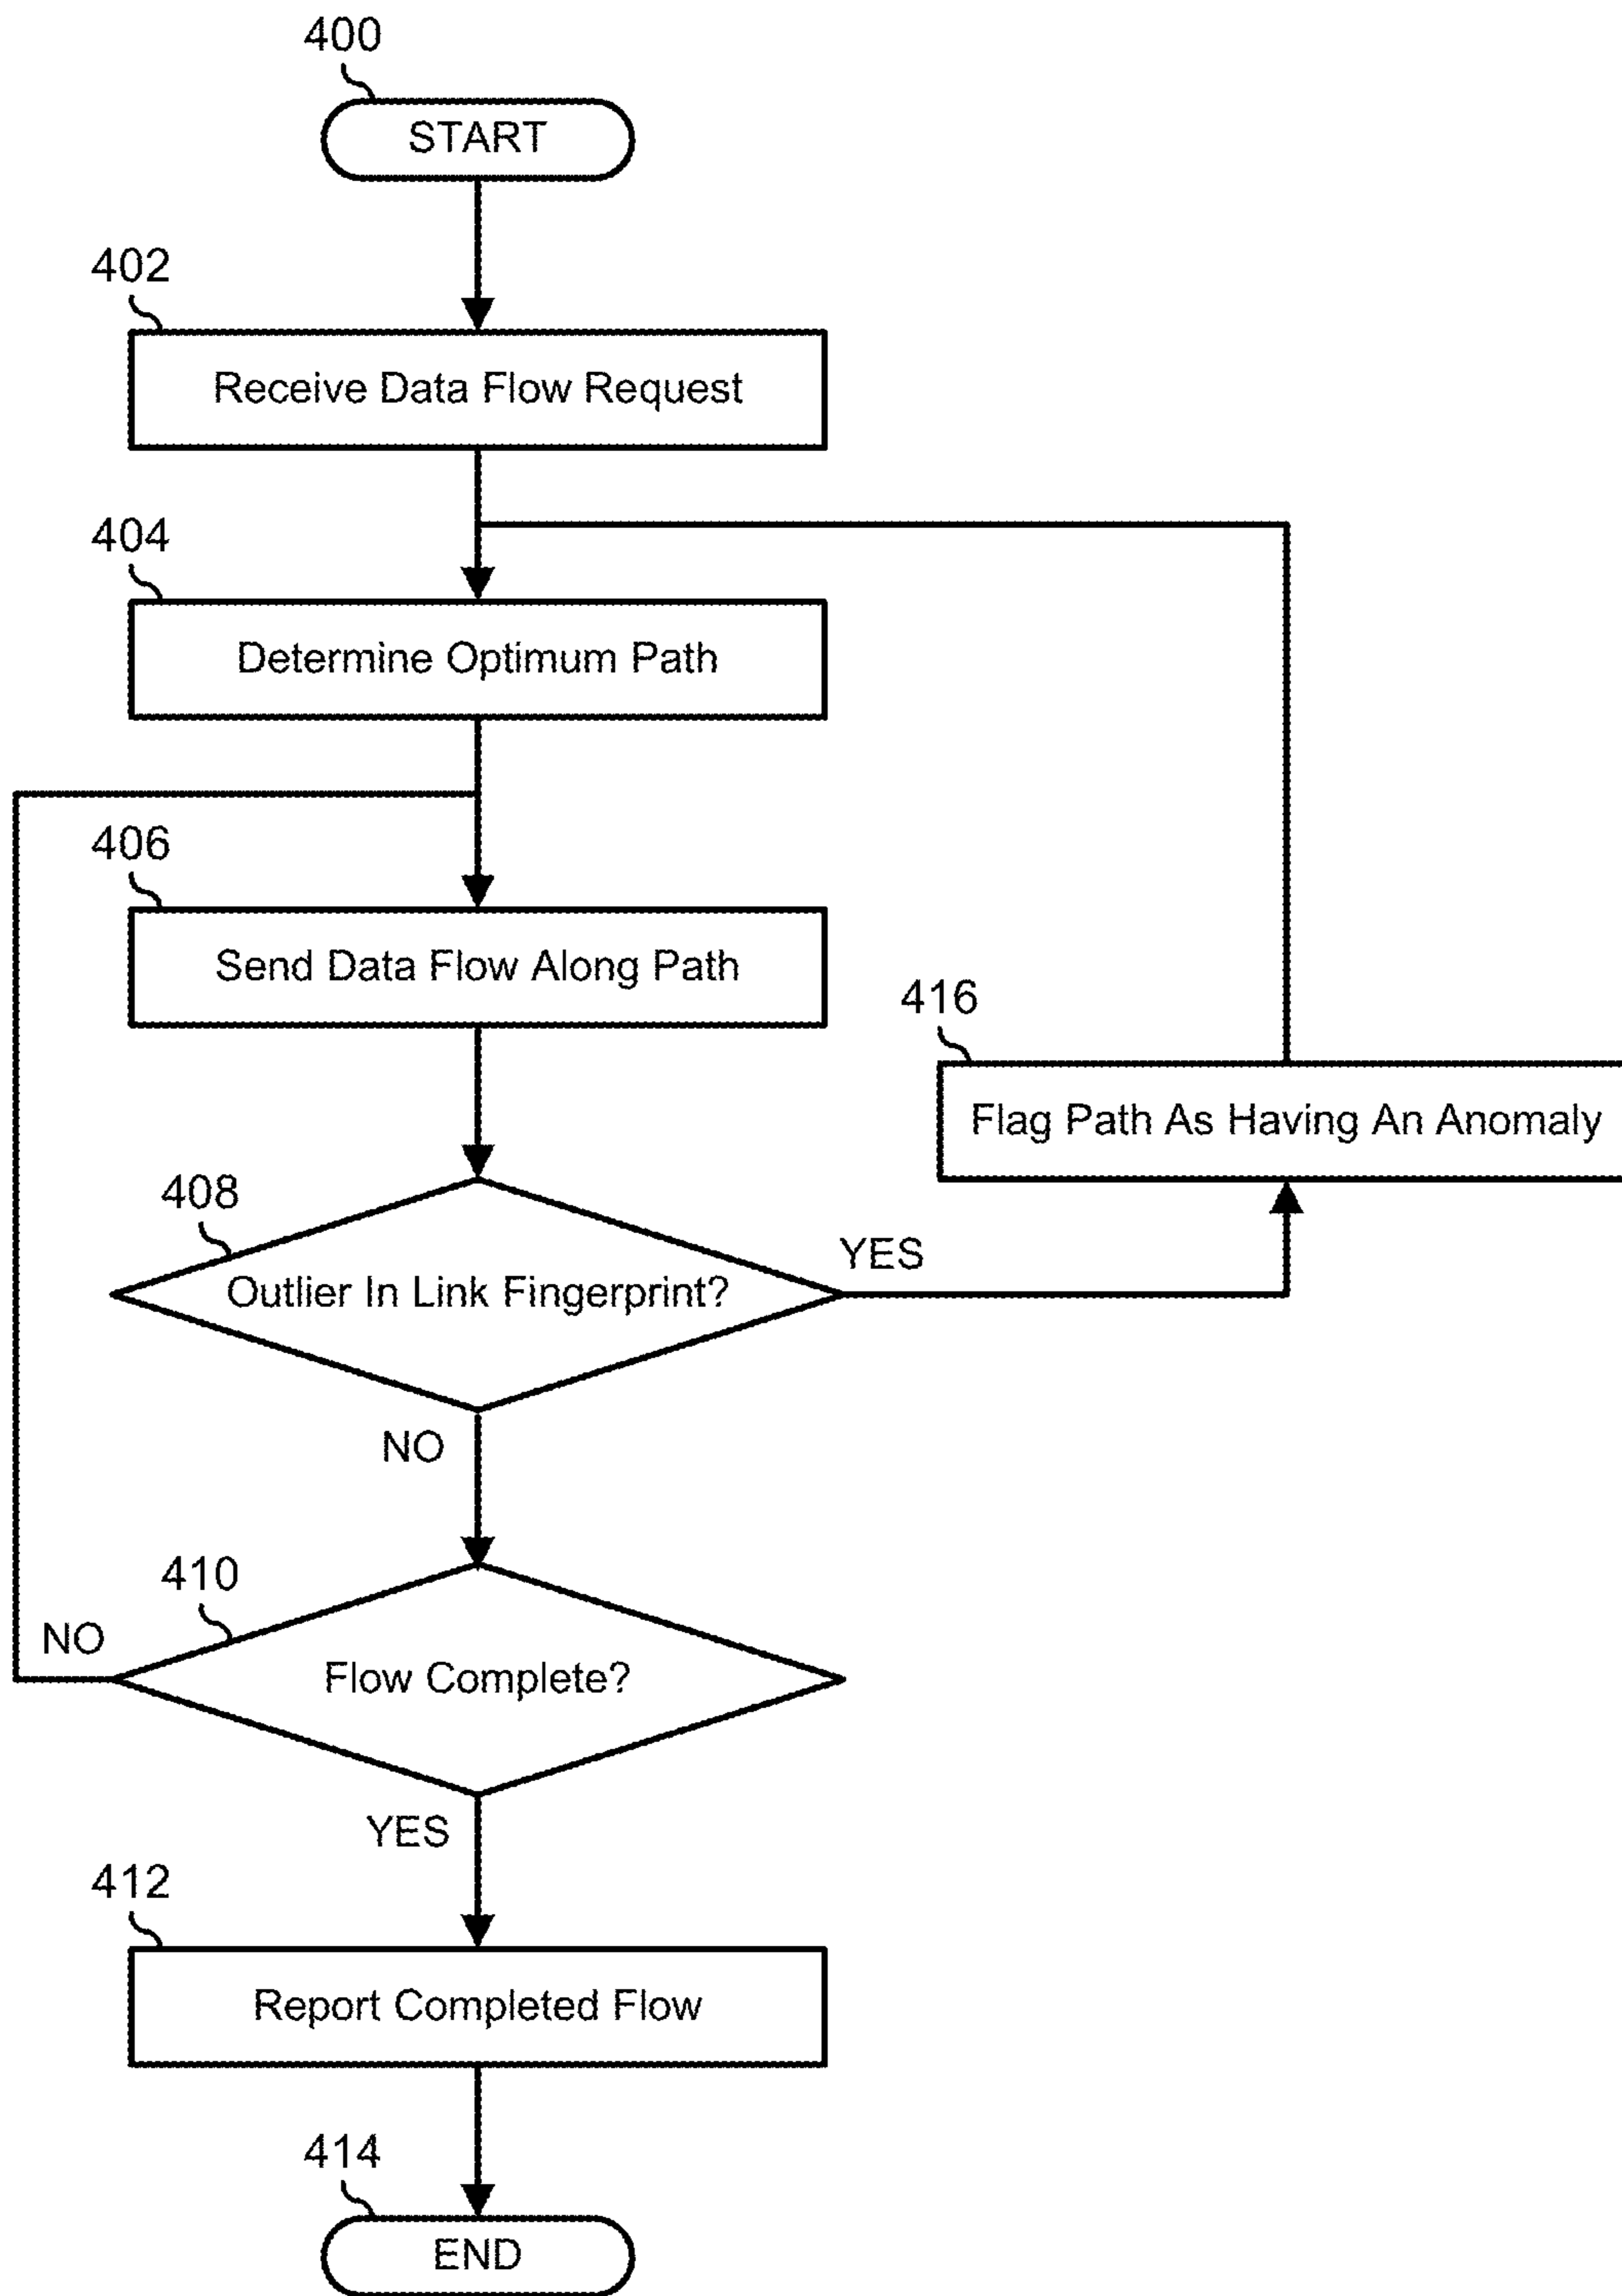 400
START
402
Receive Data Flow Request
404
Determine Optimum Path
406
Send Data Flow Along Path
416
Flag Path As Having An Anomaly
408
YES
Outlier In Link Fingerprint?
NO
410
NO
Flow Complete?
YES
412
Report Completed Flow
414
END